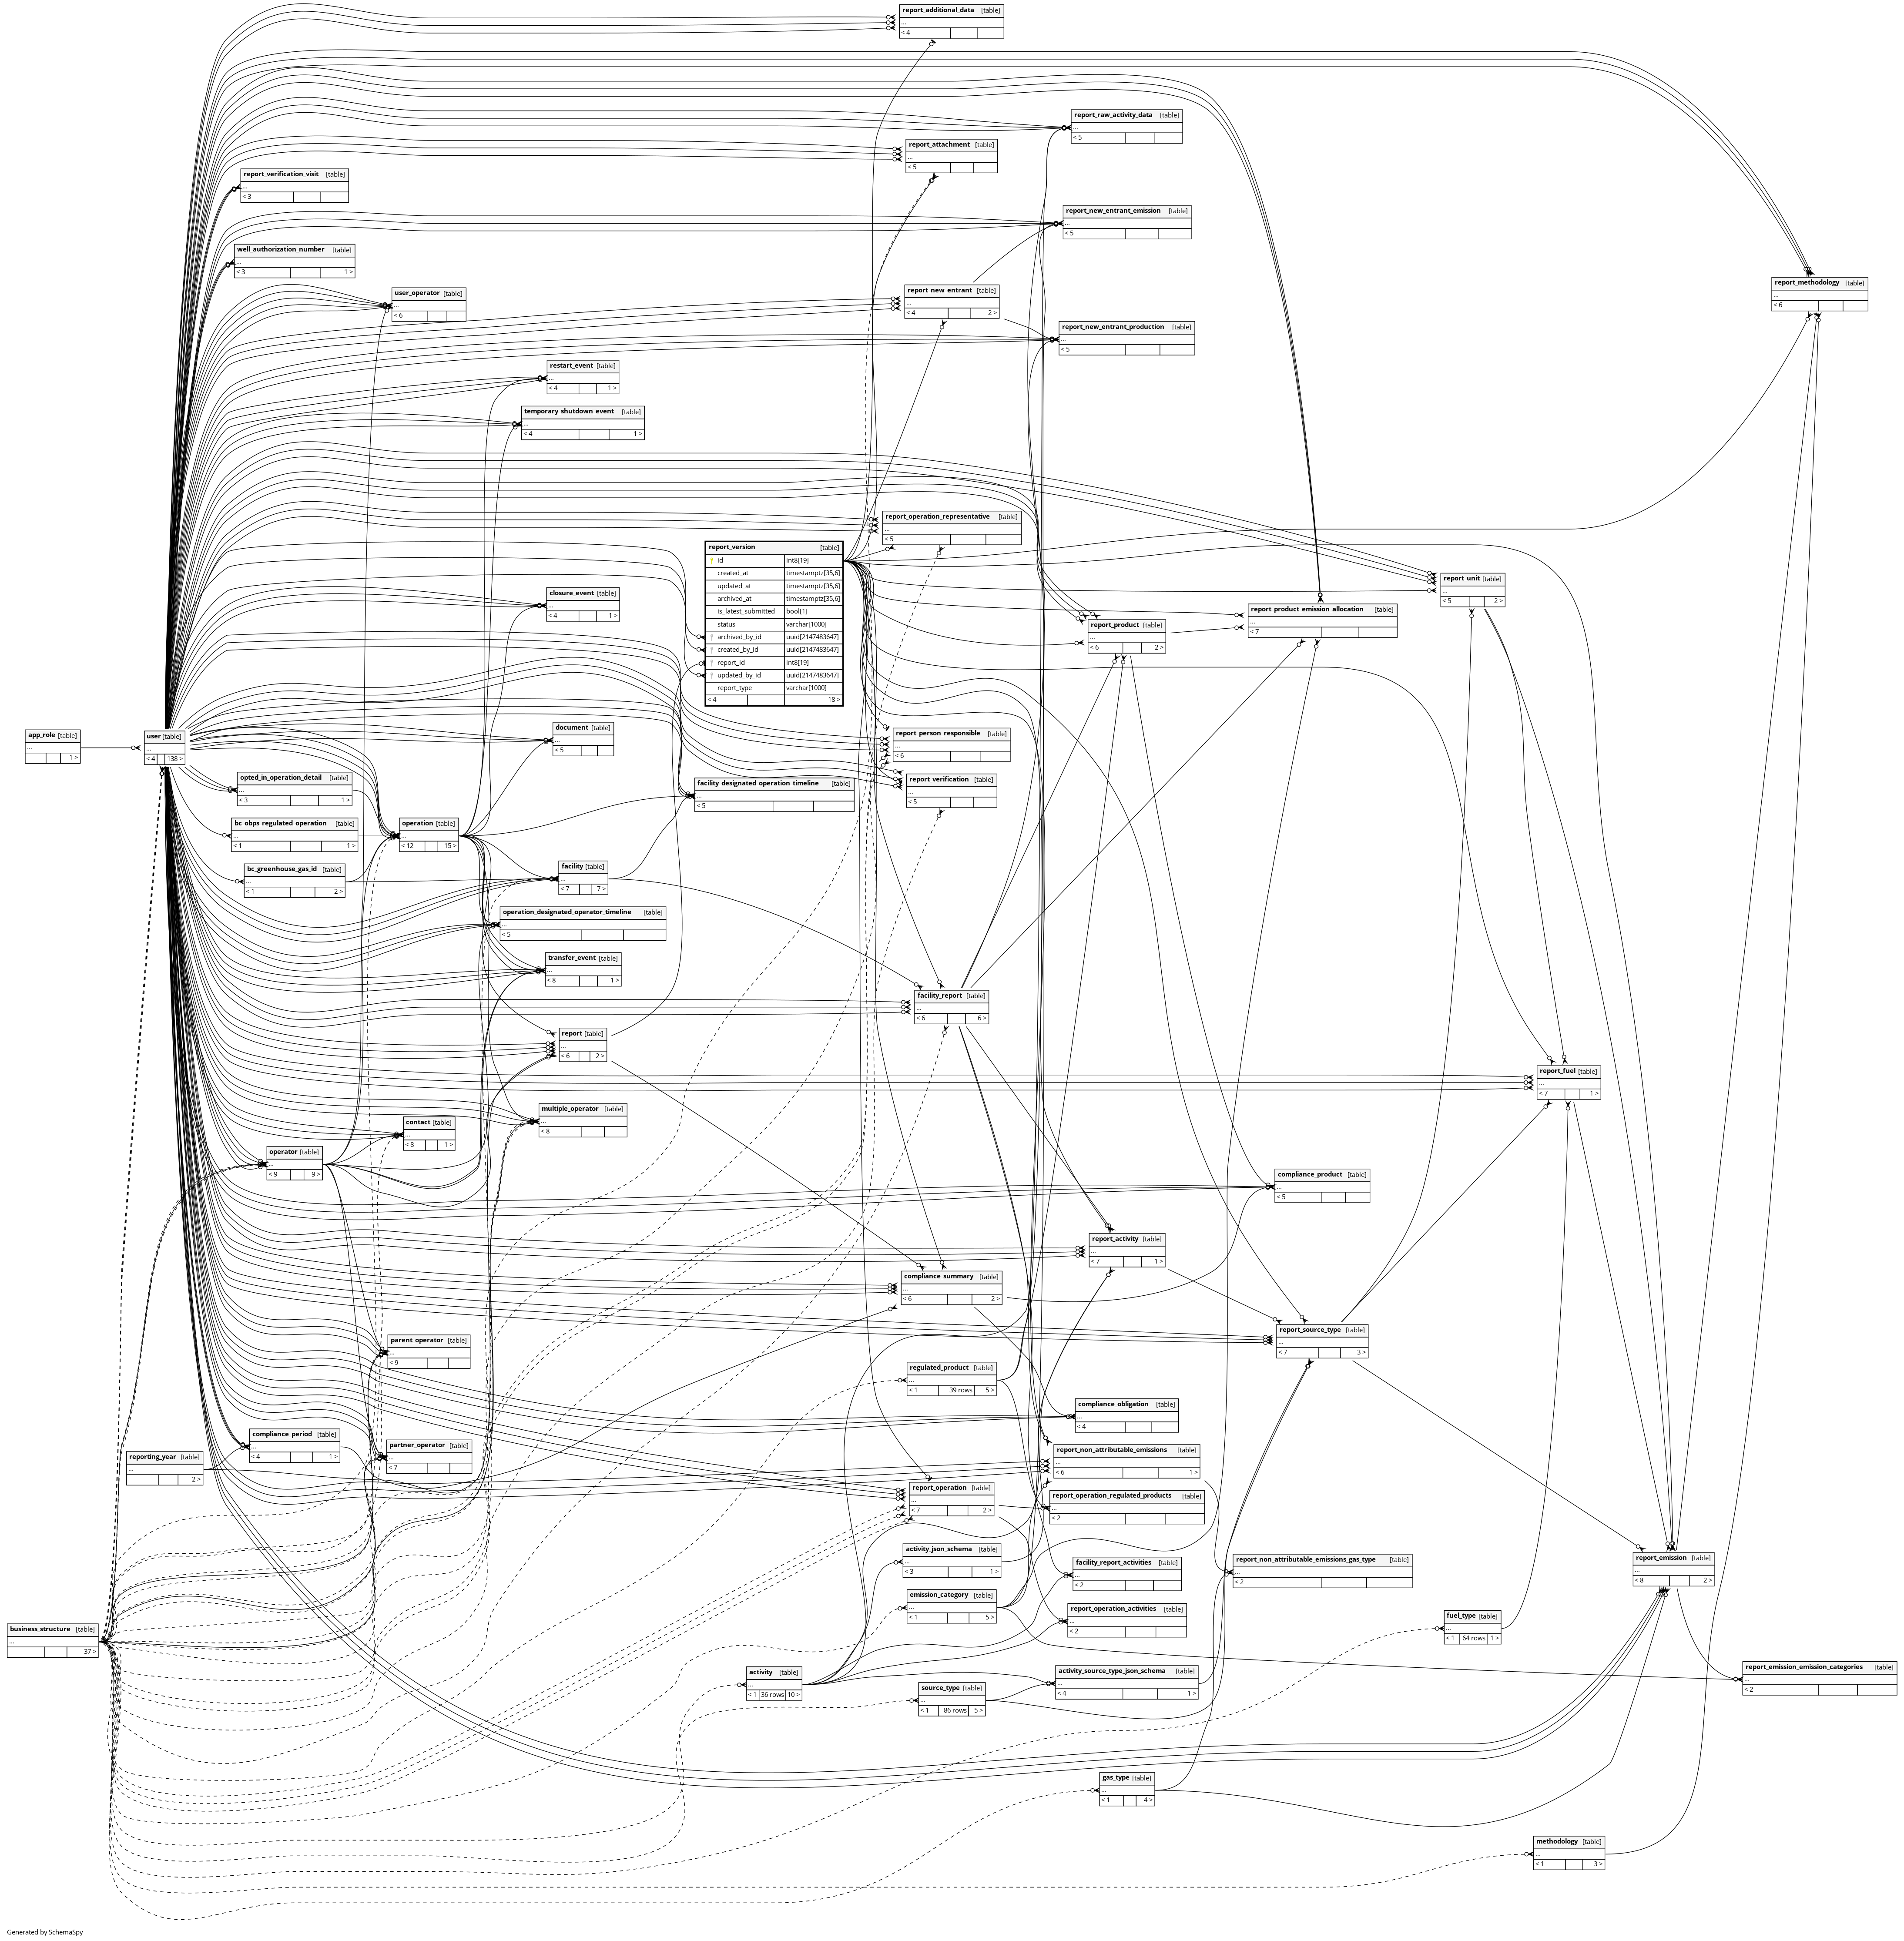 report_additional_data [table]
...
< 4
report_raw_activity_data [table]
...
< 5
report_attachment [table]
...
< 5
report_verification_visit [table]
...
< 3
report_new_entrant_emission [table]
...
< 5
well_authorization_number [table]
...
< 3 1 >
report_methodology [table]
...
< 6
user_operator [table]
...
< 6
report_new_entrant [table]
...
< 4 2 >
report_new_entrant_production [table]
...
< 5
restart_event [table]
...
< 4 1 >
temporary_shutdown_event [table]
...
< 4 1 >
report_operation_representative [table]
...
< 5
report_version [table]
id int8[19]
created_at timestamptz[35,6]
updated_at timestamptz[35,6]
archived_at timestamptz[35,6]
is_latest_submitted bool[1]
status varchar[1000]
archived_by_id uuid[2147483647]
created_by_id uuid[2147483647]
report_id int8[19]
updated_by_id uuid[2147483647]
report_type varchar[1000]
< 4 18 >
closure_event [table]
...
< 4 1 >
report_unit [table]
...
< 5 2 >
report_product_emission_allocation [table]
...
< 7
report_product [table]
...
< 6 2 >
app_role [table]
...
1 >
user [table]
...
< 4 138 >
document [table]
...
< 5
report_person_responsible [table]
...
< 6
opted_in_operation_detail [table]
...
< 3 1 >
facility_designated_operation_timeline [table]
...
< 5
report_verification [table]
...
< 5
bc_obps_regulated_operation [table]
...
< 1 1 >
operation [table]
...
< 12 15 >
bc_greenhouse_gas_id [table]
...
< 1 2 >
facility [table]
...
< 7 7 >
operation_designated_operator_timeline [table]
...
< 5
transfer_event [table]
...
< 8 1 >
facility_report [table]
...
< 6 6 >
report [table]
...
< 6 2 >
report_fuel [table]
...
< 7 1 >
multiple_operator [table]
...
< 8
contact [table]
...
< 8 1 >
operator [table]
...
< 9 9 >
compliance_product [table]
...
< 5
report_activity [table]
...
< 7 1 >
compliance_summary [table]
...
< 6 2 >
report_source_type [table]
...
< 7 3 >
parent_operator [table]
...
< 9
regulated_product [table]
...
< 1 39 rows 5 >
compliance_obligation [table]
...
< 4
compliance_period [table]
...
< 4 1 >
partner_operator [table]
...
< 7
reporting_year [table]
...
2 >
report_non_attributable_emissions [table]
...
< 6 1 >
report_operation [table]
...
< 7 2 >
report_operation_regulated_products [table]
...
< 2
activity_json_schema [table]
...
< 3 1 >
facility_report_activities [table]
...
< 2
report_non_attributable_emissions_gas_type [table]
...
< 2
report_emission [table]
...
< 8 2 >
emission_category [table]
...
< 1 5 >
report_operation_activities [table]
...
< 2
fuel_type [table]
...
< 1 64 rows 1 >
business_structure [table]
...
37 >
activity [table]
...
< 1 36 rows 10 >
activity_source_type_json_schema [table]
...
< 4 1 >
report_emission_emission_categories [table]
...
< 2
source_type [table]
...
< 1 86 rows 5 >
gas_type [table]
...
< 1 4 >
methodology [table]
...
< 1 3 >
Generated by SchemaSpy